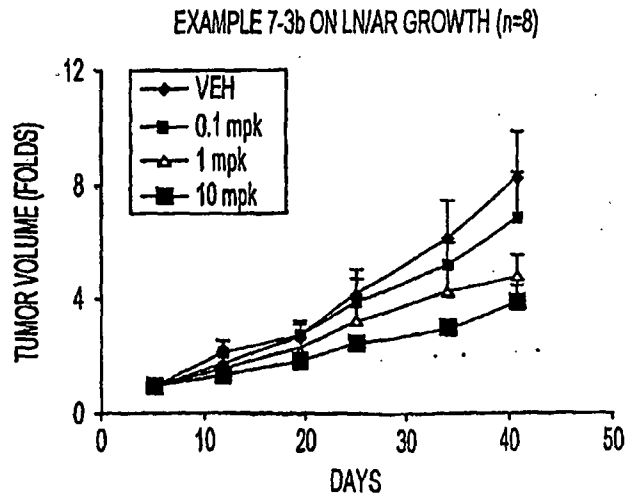 EXAMPLE 7-3b ON LN/AR GROWTH (n=8)
TUMOR VOLUME (FOLDS)
12
8
4
0
VEH
0.1 mpk
1 mpk
10 mpk
0 10 20 30 40 50
DAYS